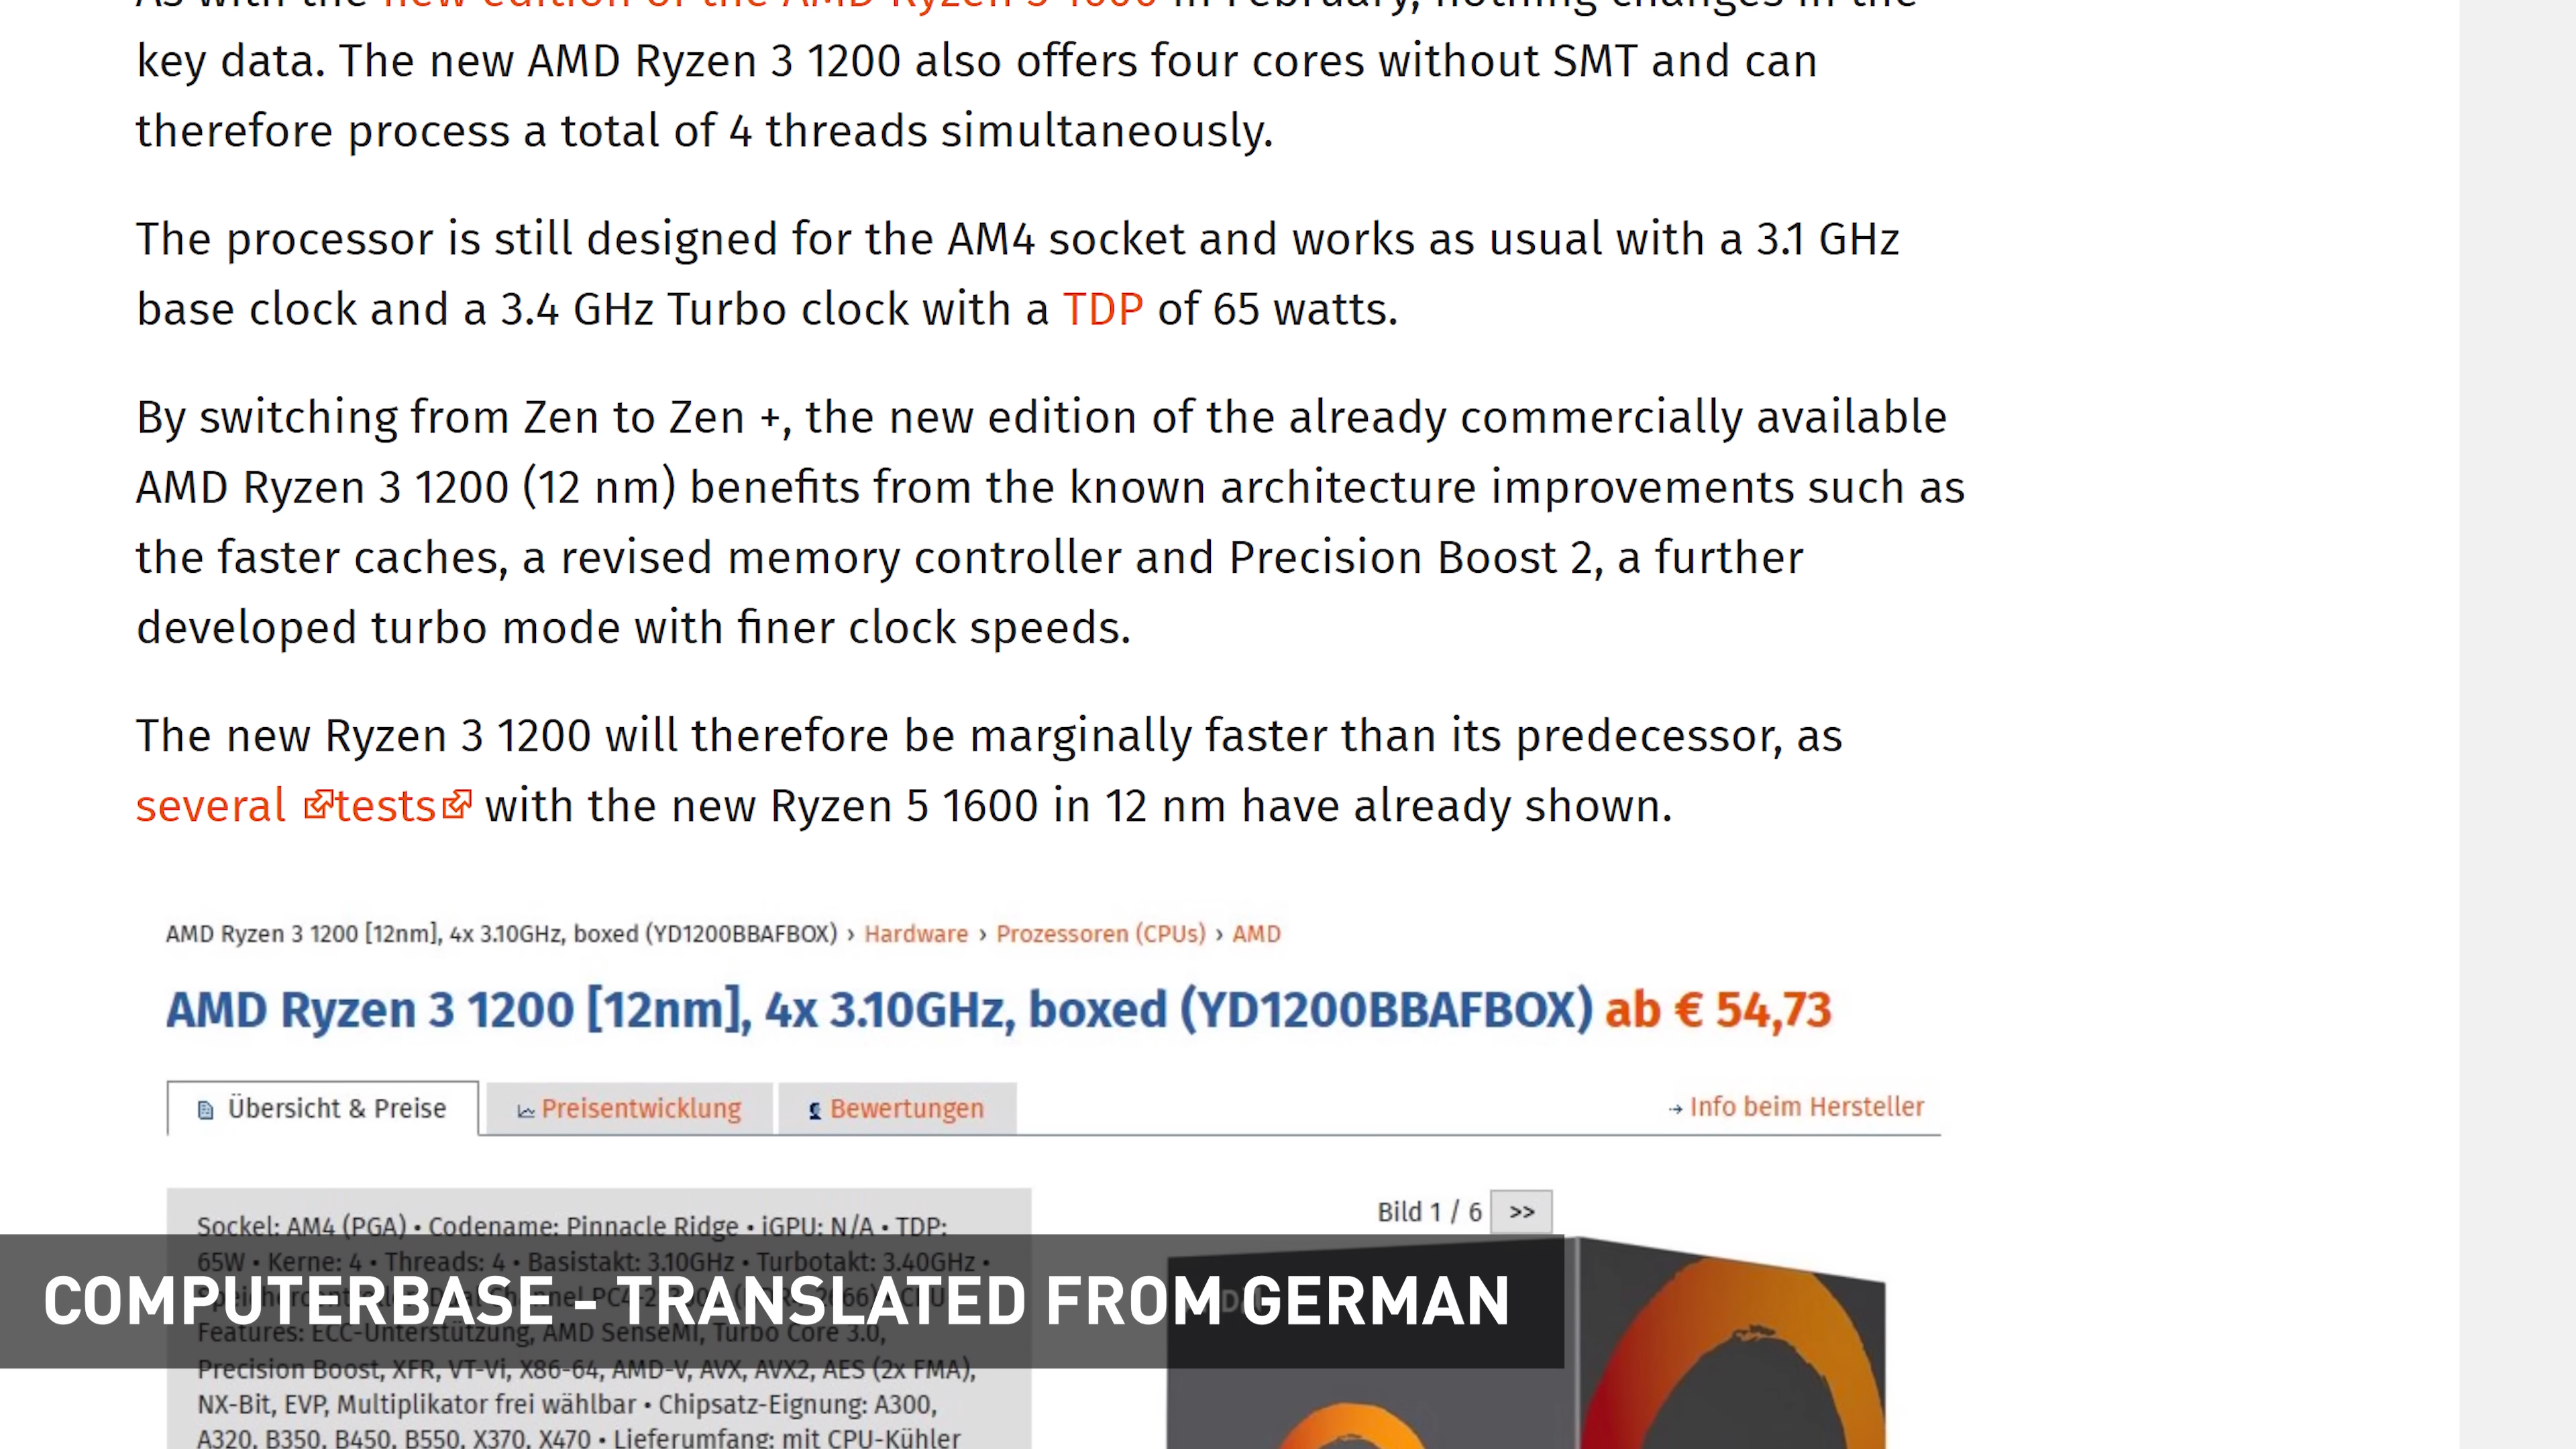 As with the new edition of the AMD Ryzen 5 1600 in February, nothing changes in the
key data. The new AMD Ryzen 3 1200 also offers four cores without SMT and can
therefore process a total of 4 threads simultaneously.
The processor is still designed for the AM4 socket and works as usual with a 3.1 GHz
base clock and a 3.4 GHz Turbo clock with a TDP of 65 watts.
By switching from Zen to Zen +, the new edition of the already commercially available
AMD Ryzen 3 1200 (12 nm) benefits from the known architecture improvements such as
the faster caches, a revised memory controller and Precision Boost 2, a further
developed turbo mode with finer clock speeds.
The new Ryzen 3 1200 will therefore be marginally faster than its predecessor, as
several tests with the new Ryzen 5 1600 in 12 nm have already shown.
AMD Ryzen 3 1200 [12nm], 4x 3.10GHz, boxed (YD1200BBAFBOX) › Hardware › Prozessoren (CPUs) › AMD
AMD Ryzen 3 1200 [12nm], 4x 3.10GHz, boxed (YD1200BBAFBOX) ab € 54,73
Übersicht & Preise Preisentwicklung Bewertungen → Info beim Hersteller
Bild 1 / 6 >>
Sockel: AM4 (PGA) • Codename: Pinnacle Ridge • iGPU: N/A • TDP:
65W • Kerne: 4 • Threads: 4 • Basistakt: 3.10GHz • Turbotakt: 3.40GHz •
COMPUTERBASE - TRANSLATED FROM GERMAN
Features: ECC-Unterstützung, AMD SenseMI, Turbo Core 3.0,
Precision Boost, XFR, VT-Vi, X86-64, AMD-V, AVX, AVX2, AES (2x FMA),
NX-Bit, EVP, Multiplikator frei wählbar • Chipsatz-Eignung: A300,
A320, B350, B450, B550, X370, X470 • Lieferumfang: mit CPU-Kühler